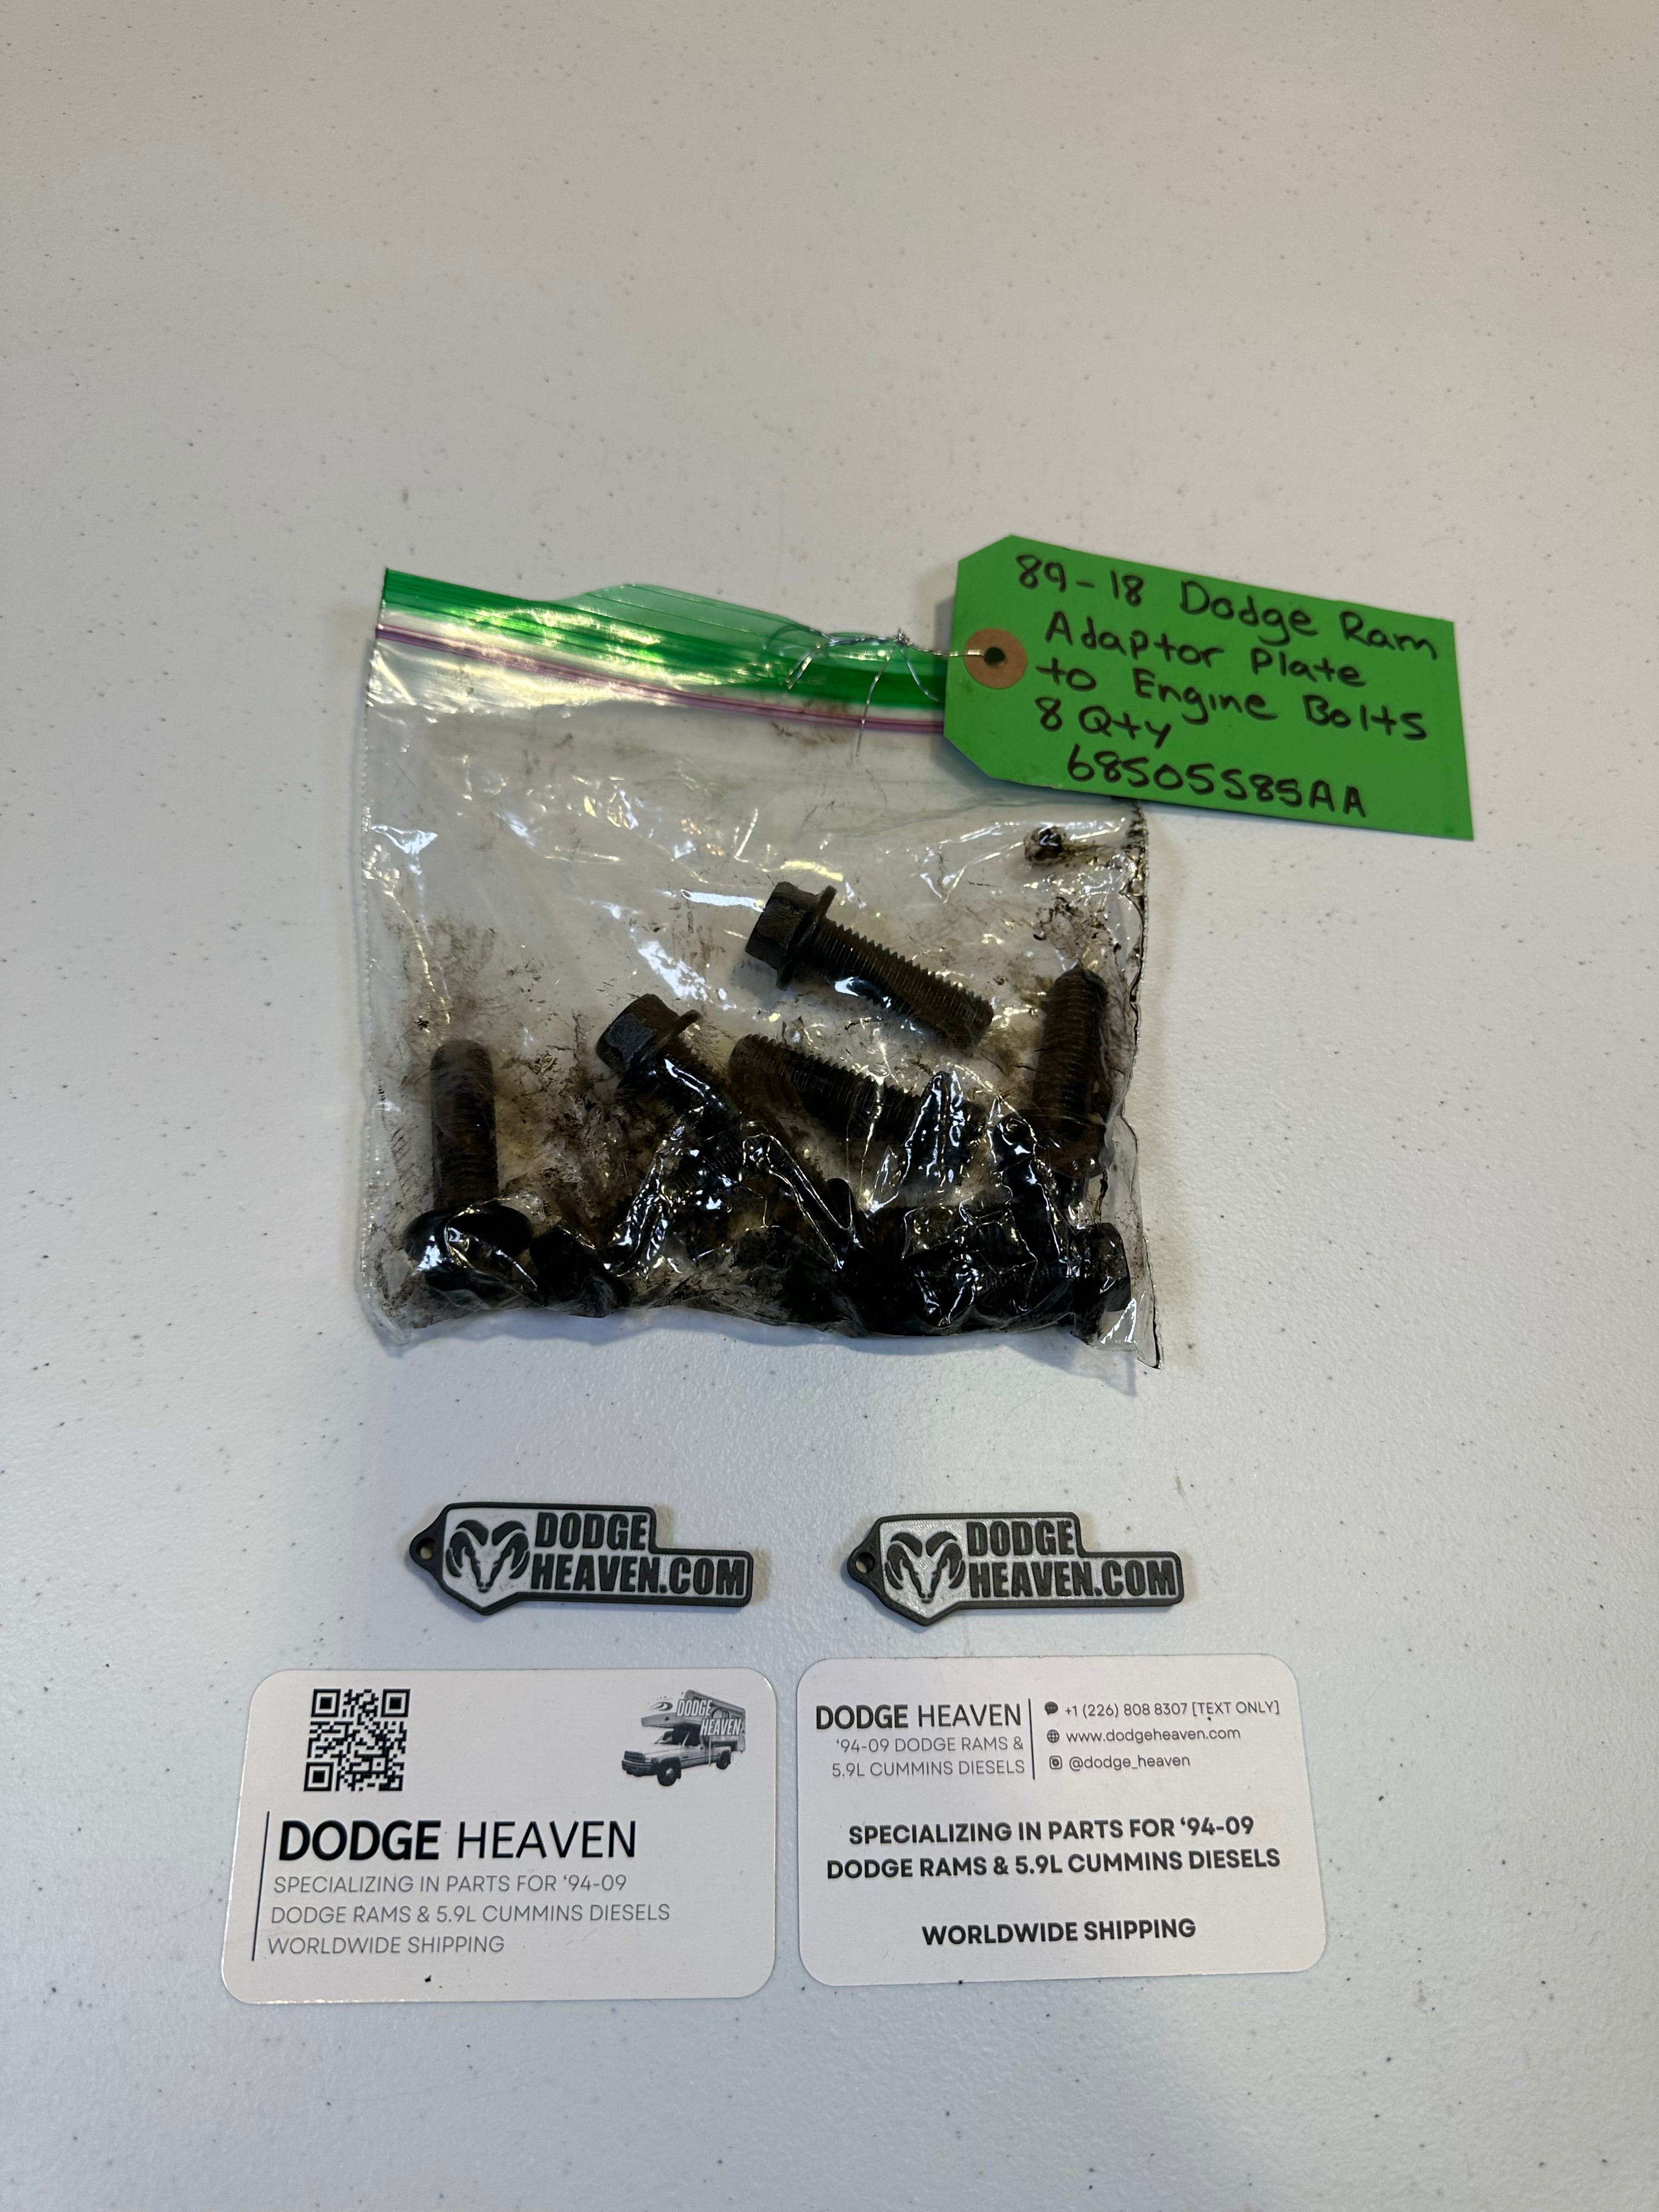 89-18 Dodge Ram
Adaptor Plate
to Engine Bolts
8 Qty
68505585AA
DODGE
HEAVEN.COM
DODGE
HEAVEN.COM
DODGE
HEAVEN
DODGE HEAVEN
SPECIALIZING IN PARTS FOR ‘94-09
DODGE RAMS & 5.9L CUMMINS DIESELS
WORLDWIDE SHIPPING
DODGE HEAVEN
'94-09 DODGE RAMS &
5.9L CUMMINS DIESELS
+1 (226) 808 8307 [TEXT ONLY]
www.dodgeheaven.com
@dodge_heaven
SPECIALIZING IN PARTS FOR ‘94-09
DODGE RAMS & 5.9L CUMMINS DIESELS
WORLDWIDE SHIPPING